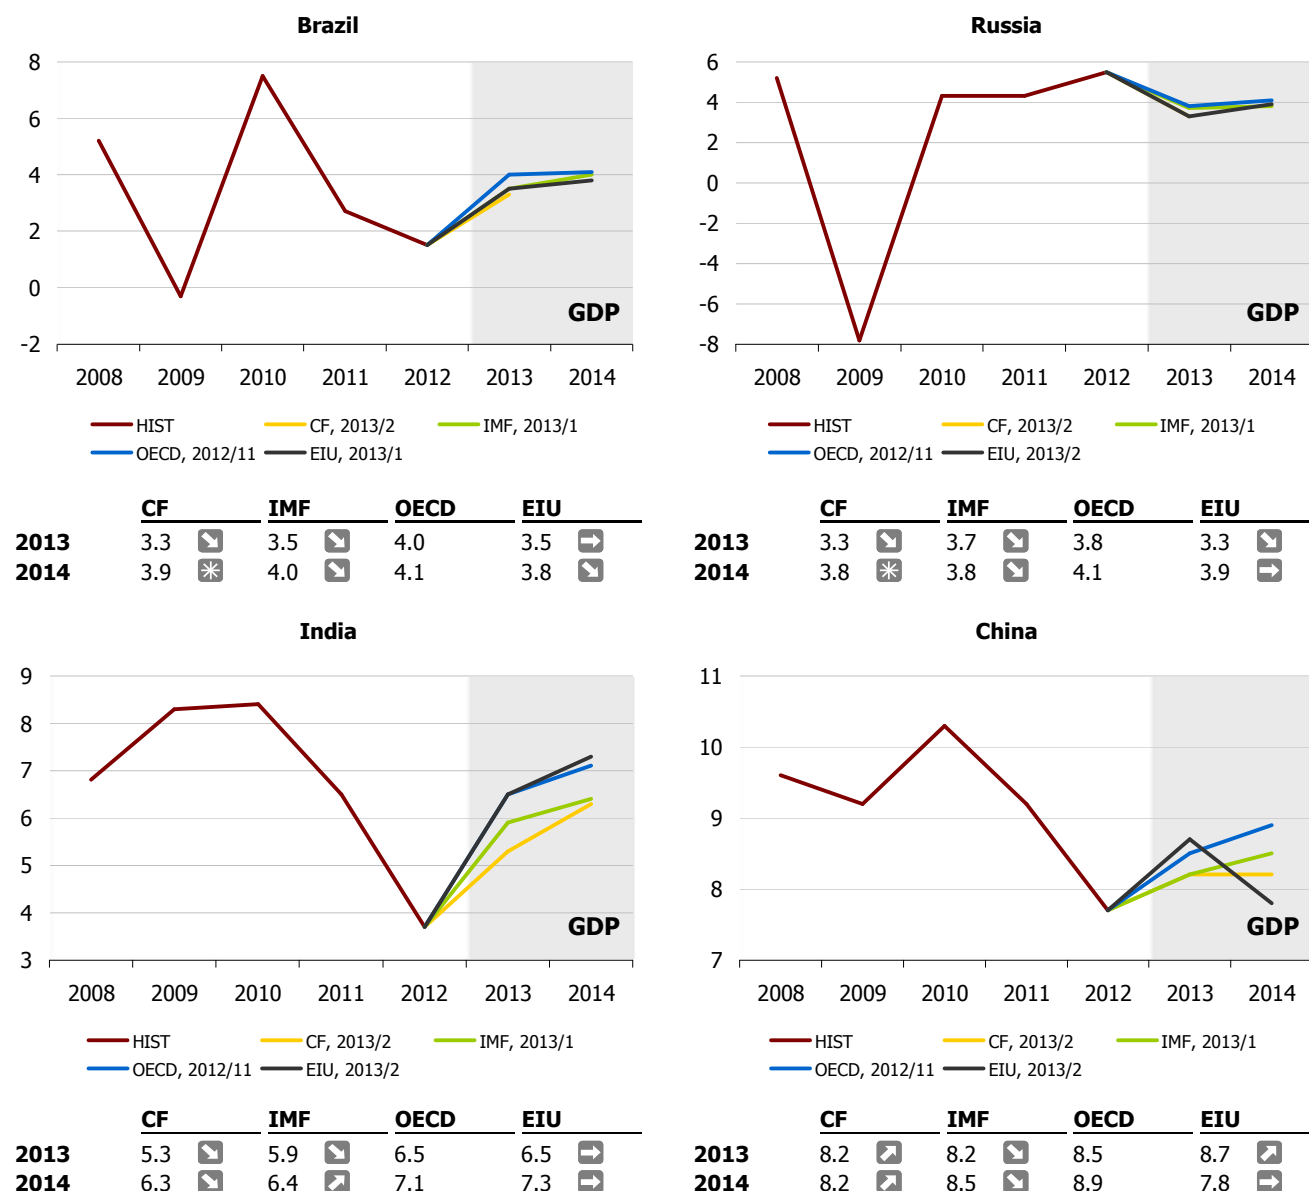 Brazil
8
6
4
2
0
-2
GDP
2008 2009 2010 2011 2012 2013 2014
HIST CF, 2013/2 IMF, 2013/1
OECD, 2012/11 EIU, 2013/1
CF IMF OECD EIU
2013 3.3 3.5 4.0 3.5
2014 3.9 4.0 4.1 3.8
Russia
6
4
2
0
-2
-4
-6
-8
GDP
2008 2009 2010 2011 2012 2013 2014
HIST CF, 2013/2 IMF, 2013/1
OECD, 2012/11 EIU, 2013/2
CF IMF OECD EIU
2013 3.3 3.7 3.8 3.3
2014 3.8 3.8 4.1 3.9
India
9
8
7
6
5
4
3
GDP
2008 2009 2010 2011 2012 2013 2014
HIST CF, 2013/2 IMF, 2013/1
OECD, 2012/11 EIU, 2013/2
CF IMF OECD EIU
2013 5.3 5.9 6.5 6.5
2014 6.3 6.4 7.1 7.3
China
11
10
9
8
7
GDP
2008 2009 2010 2011 2012 2013 2014
HIST CF, 2013/2 IMF, 2013/1
OECD, 2012/11 EIU, 2013/2
CF IMF OECD EIU
2013 8.2 8.2 8.5 8.7
2014 8.2 8.5 8.9 7.8